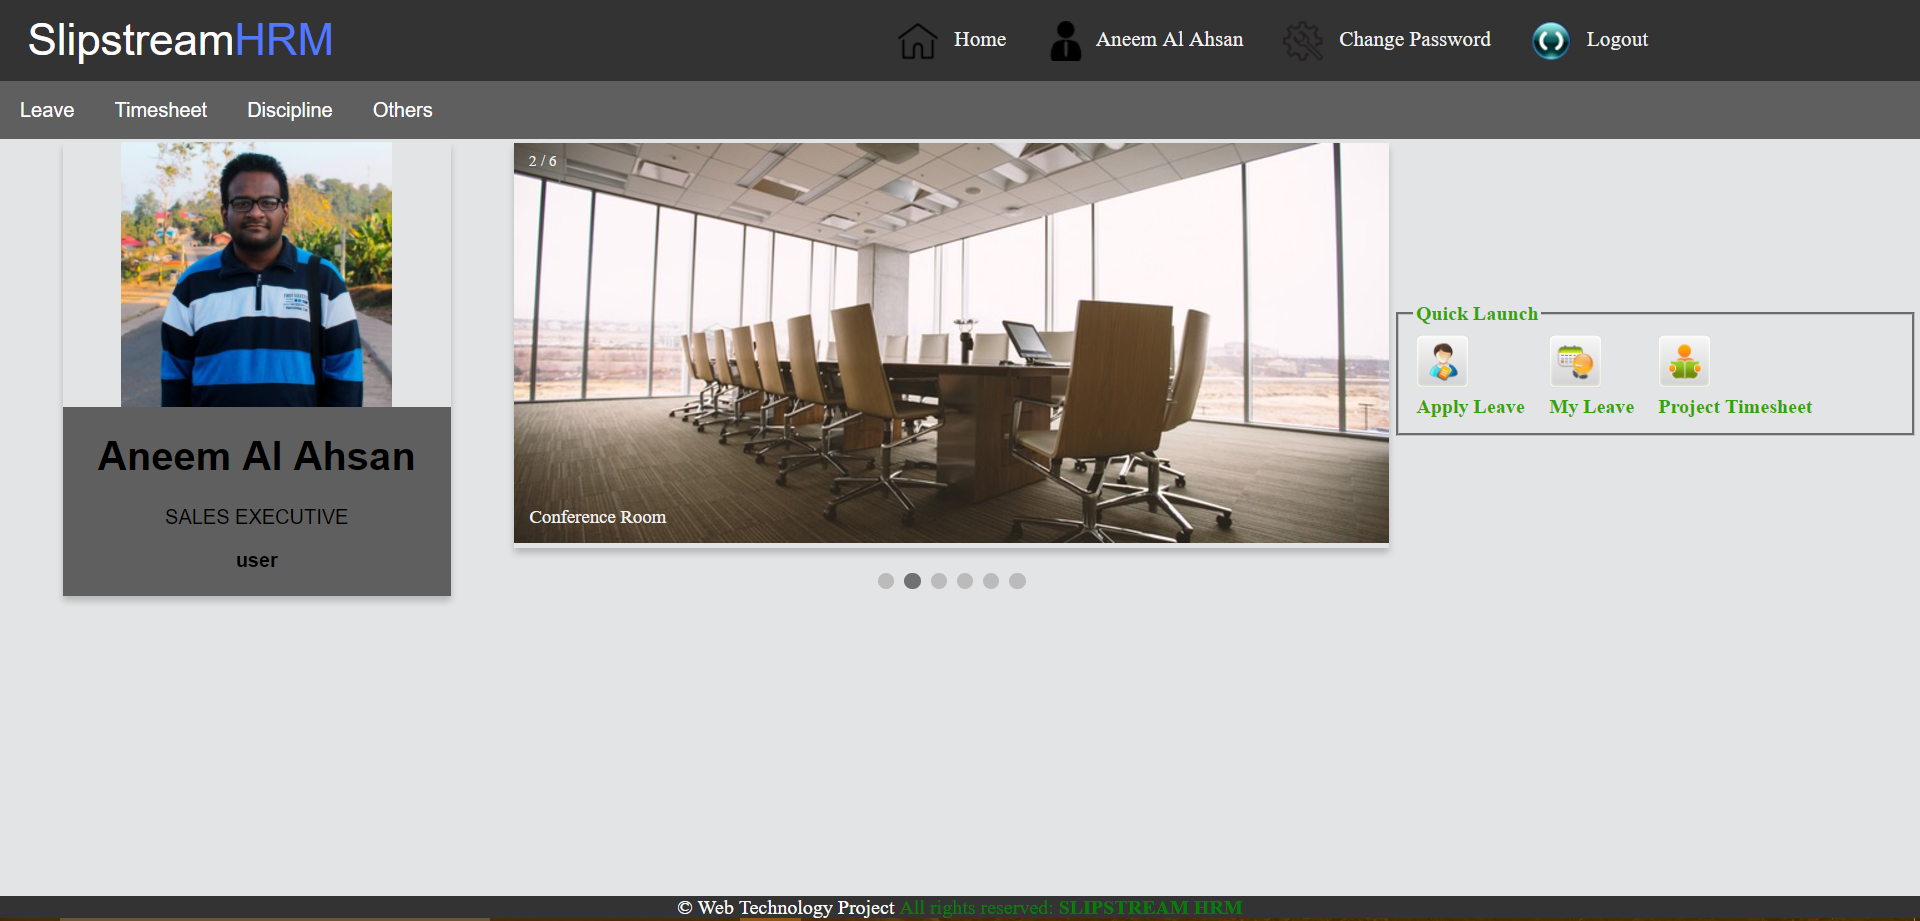 SlipstreamHRM
Home
Aneem Al Ahsan
Change Password
Logout
Leave
Timesheet
Discipline
Others
2 / 6
Conference Room
Aneem Al Ahsan
SALES EXECUTIVE
user
Quick Launch
Apply Leave
My Leave
Project Timesheet
© Web Technology Project All rights reserved: SLIPSTREAM HRM